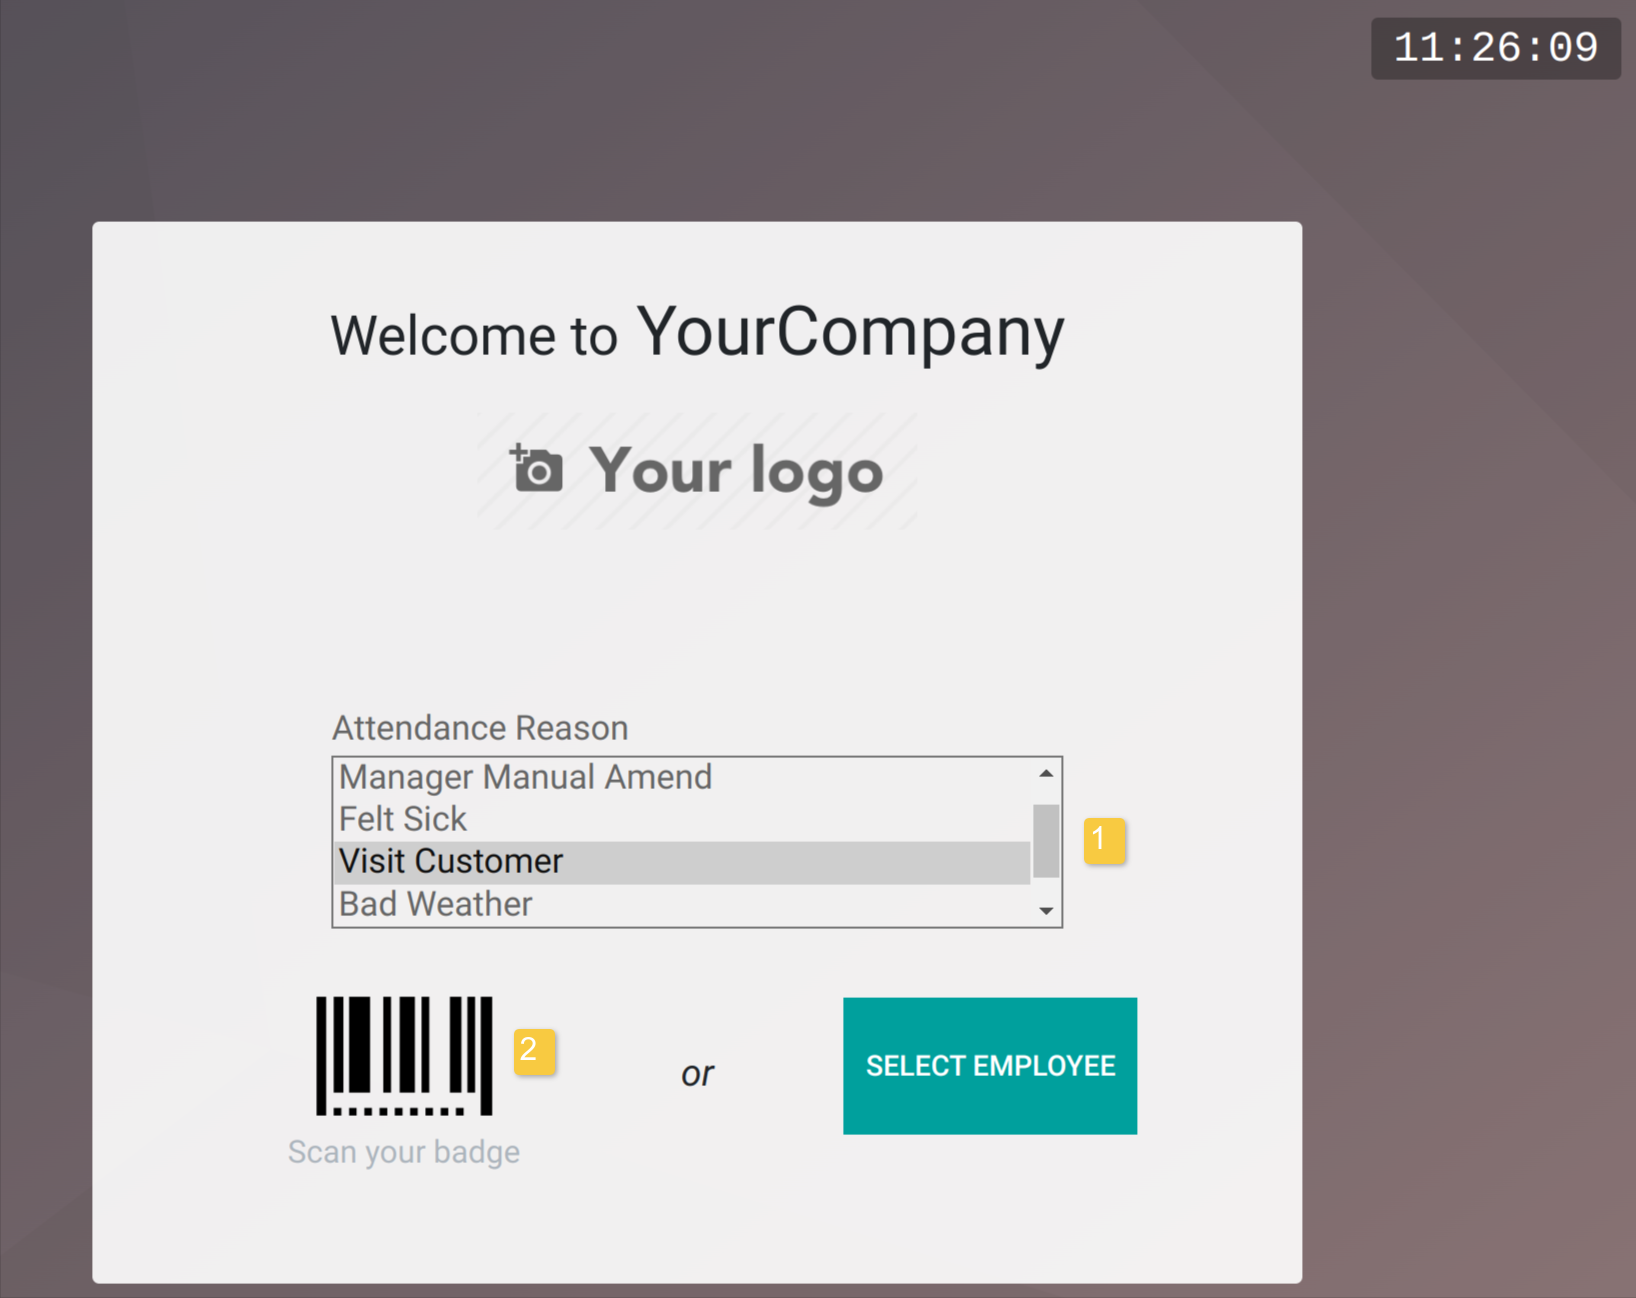 11:26:09
Welcome to YourCompany
Your logo
Attendance Reason
Manager Manual Amend
Felt Sick
Visit Customer
Bad Weather
1
2
or
SELECT EMPLOYEE
Scan your badge